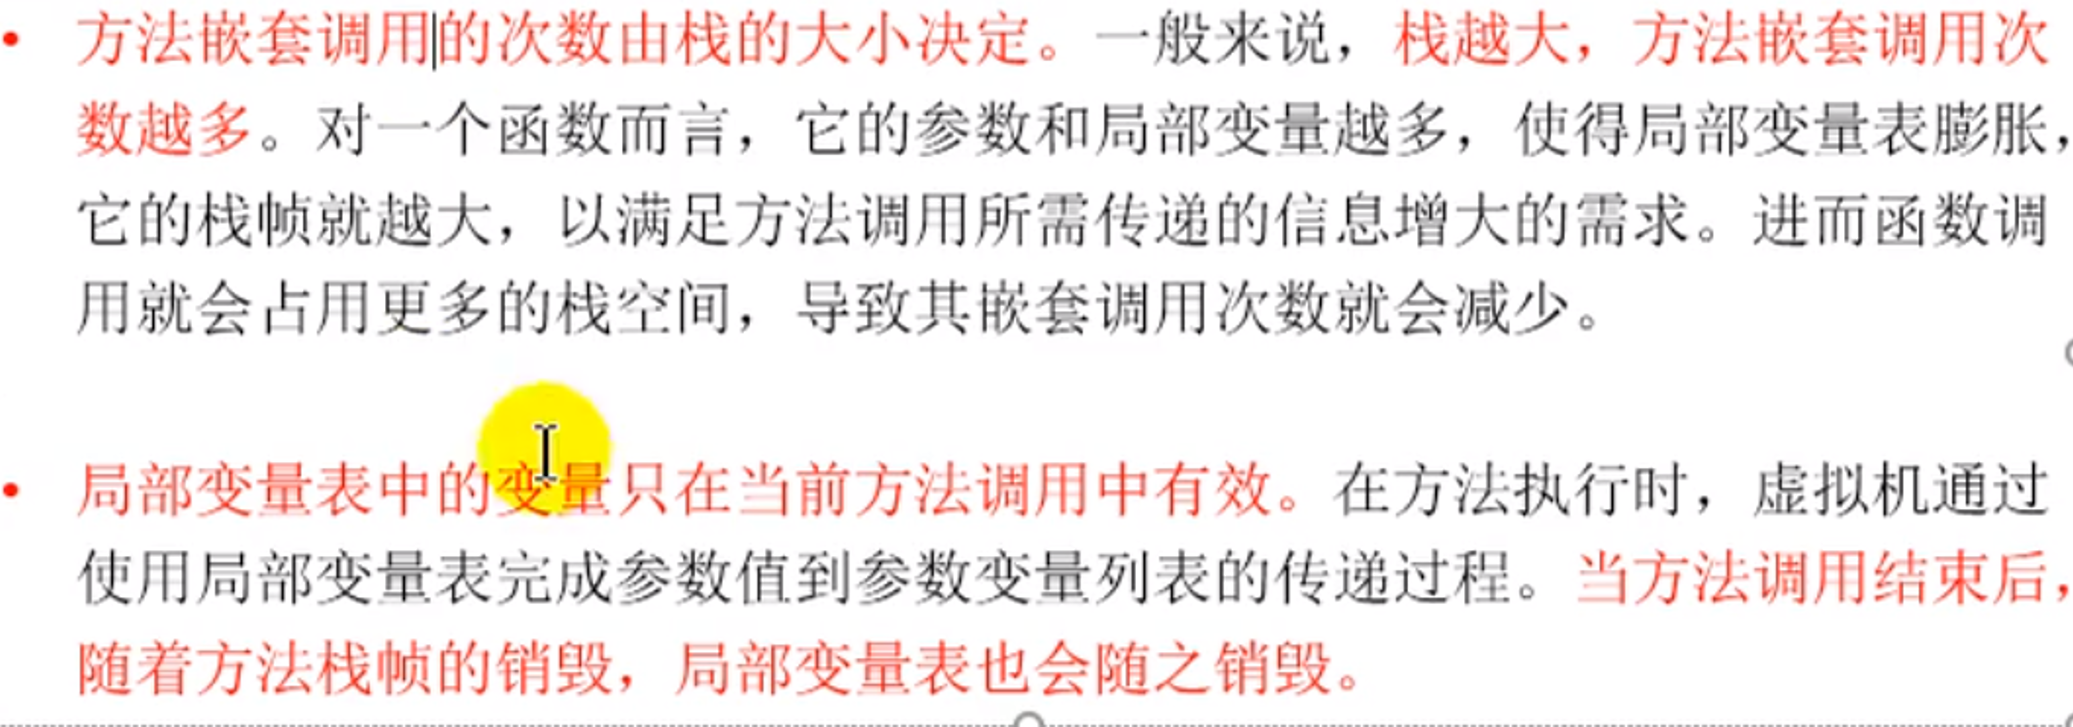 • 方法嵌套调用的次数由栈的大小决定。一般来说，栈越大，方法嵌套调用次
数越多。对一个函数而言，它的参数和局部变量越多，使得局部变量表膨胀，
它的栈帧就越大，以满足方法调用所需传递的信息增大的需求。进而函数调
用就会占用更多的栈空间，导致其嵌套调用次数就会减少。
• 局部变量表中的变量只在当前方法调用中有效。在方法执行时，虚拟机通过
使用局部变量表完成参数值到参数变量列表的传递过程。当方法调用结束后，
随着方法栈帧的销毁，局部变量表也会随之销毁。